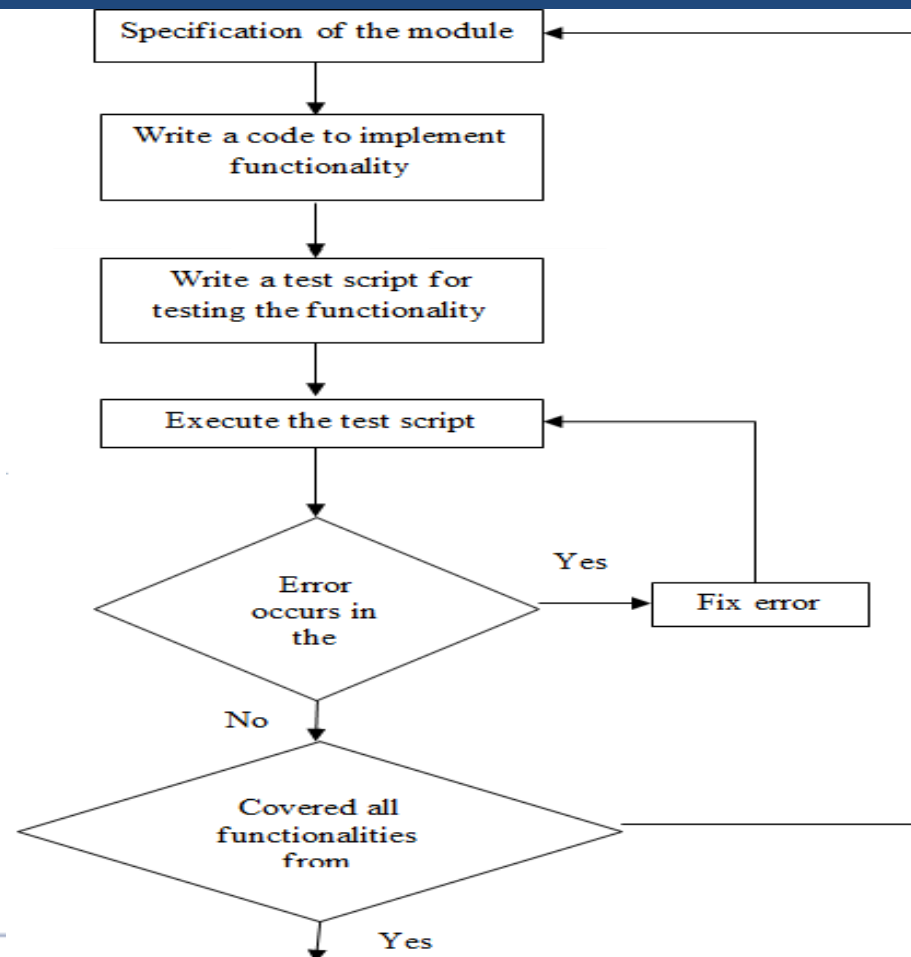 Specification of the module
Write a code to implement
functionality
Write a test script for
testing the functionality
Execute the test script
Error
occurs in
the
Yes
Fix error
No
Covered all
functionalities
from
Yes